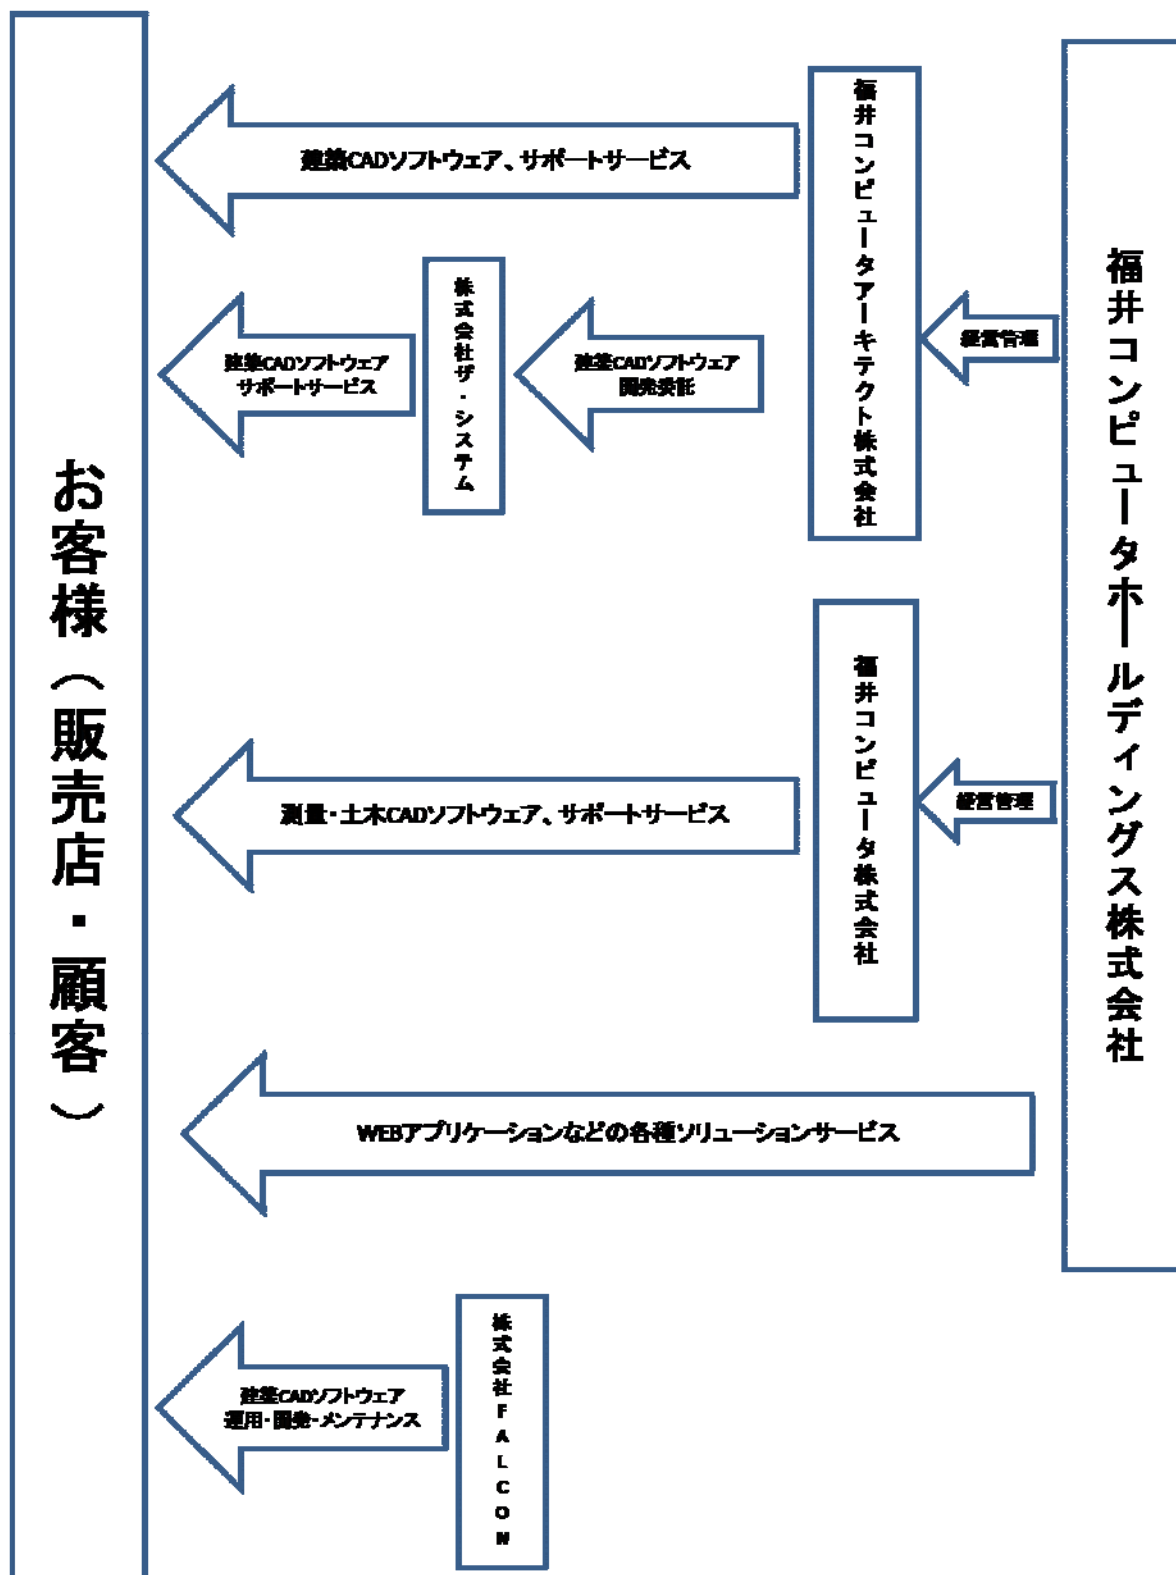 お客様（販売店・顧客）
建築CADソフトウェア、サポートサービス
福井コンピュータアーキテクト株式会社
経営管理
福井コンピュータホールディングス株式会社
建築CADソフトウェア
サポートサービス
株式会社ザ・システム
建築CADソフトウェア
開発委託
測量・土木CADソフトウェア、サポートサービス
福井コンピュータ株式会社
経営管理
WEBアプリケーションなどの各種ソリューションサービス
建築CADソフトウェア
運用・開発・メンテナンス
株式会社FALCON